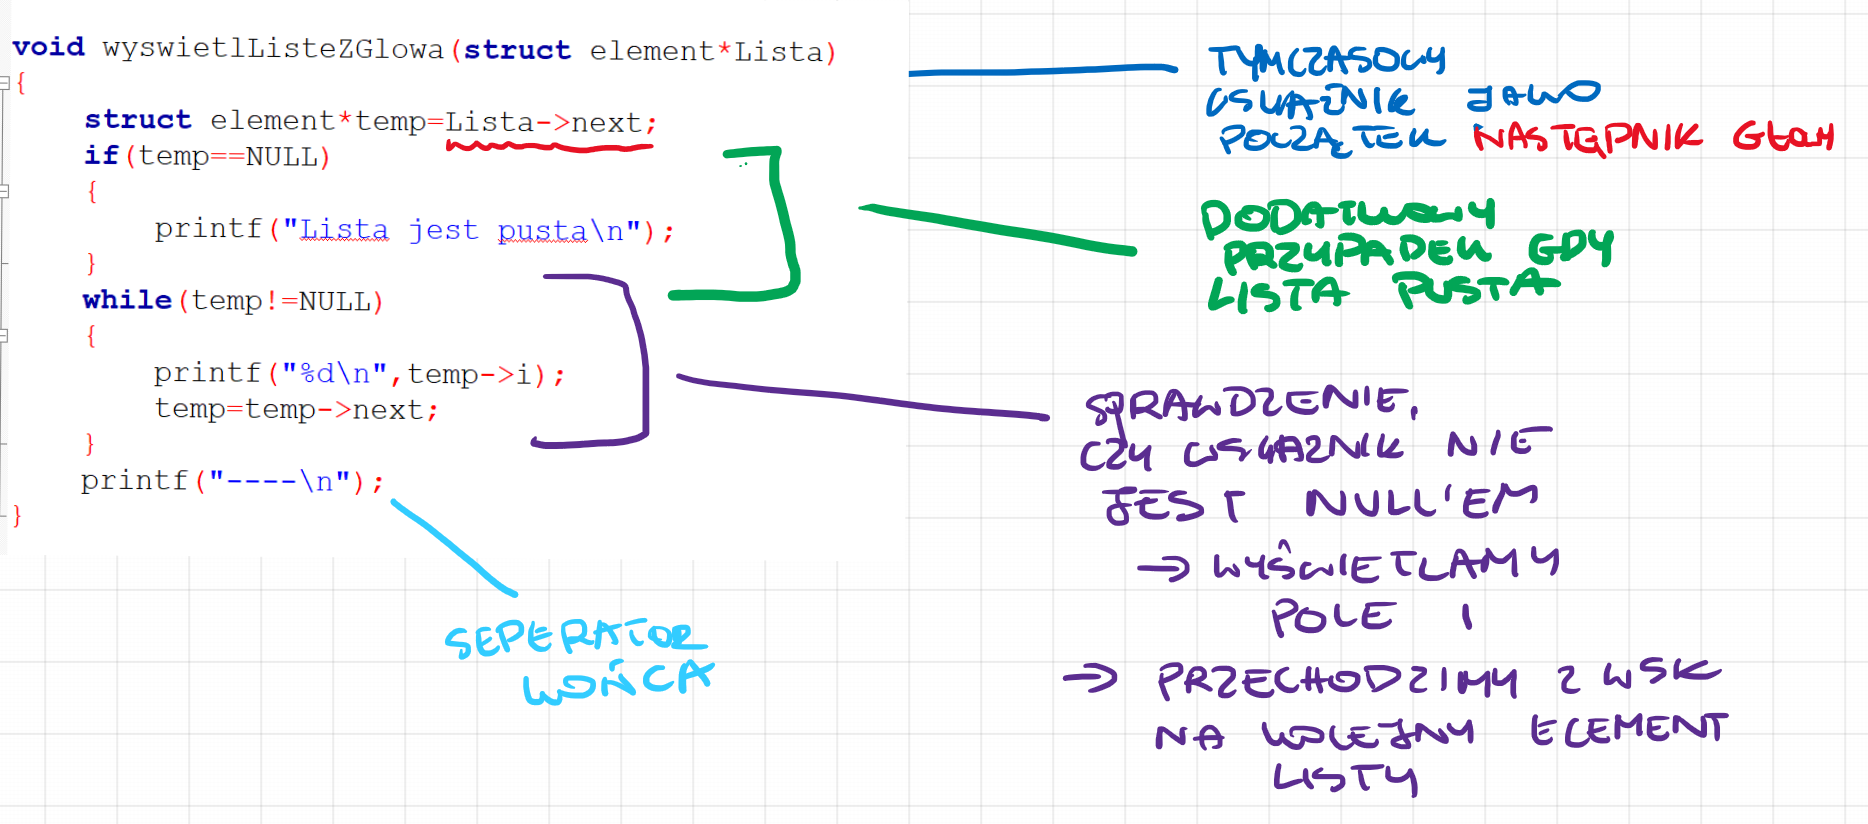 void wyswietlListeZGlowa(struct element*Lista)
{
struct element*temp=Lista->next;
if(temp==NULL)
{
printf("Lista jest pusta\n");
}
while(temp!=NULL)
{
printf("%d\n",temp->i);
temp=temp->next;
}
printf("----\n");
}
TYMCZASOWY
WSKAŹNIK JAKO
POCZĄTEK NASTĘPNIK GŁOWY
DODATKOWY
PRZYPADEK GDY
LISTA PUSTA
SPRAWDZENIE,
CZY WSKAZNIK NIE
JEST NULL'EM
→ WYŚWIETLAMY
POLE I
→ PRZECHODZIMY Z WSK
NA KOLEJNY ELEMENT
LISTY
SEPERATOR
KOŃCA